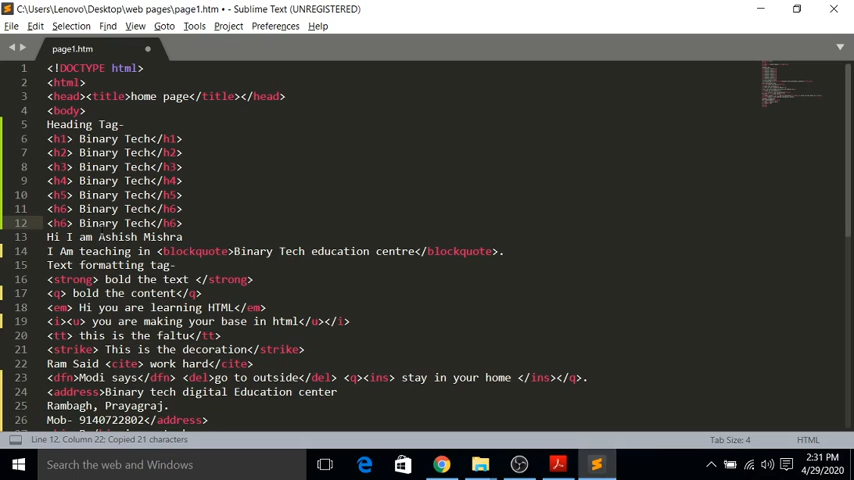 C:\Users\Lenovo\Desktop\web pages\page1.htm • - Sublime Text (UNREGISTERED)
File Edit Selection Find View Goto Tools Project Preferences Help
page1.htm
1 <!DOCTYPE html>
2 <html>
3 <head><title>home page</title></head>
4 <body>
5 Heading Tag-
6 <h1> Binary Tech</h1>
7 <h2> Binary Tech</h2>
8 <h3> Binary Tech</h3>
9 <h4> Binary Tech</h4>
10 <h5> Binary Tech</h5>
11 <h6> Binary Tech</h6>
12 <h6> Binary Tech</h6>
13 Hi I am Ashish Mishra
14 I Am teaching in <blockquote>Binary Tech education centre</blockquote>.
15 Text formatting tag-
16 <strong> bold the text </strong>
17 <q> bold the content</q>
18 <em> Hi you are learning HTML</em>
19 <i><u> you are making your base in html</u></i>
20 <tt> this is the faltu</tt>
21 <strike> This is the decoration</strike>
22 Ram Said <cite> work hard</cite>
23 <dfn>Modi says</dfn> <del>go to outside</del> <q><ins> stay in your home </ins></q>.
24 <address>Binary tech digital Education center
25 Rambagh, Prayagraj.
26 Mob- 9140722802</address>
Line 12, Column 22; Copied 21 characters Tab Size: 4 HTML
Search the web and Windows
2:31 PM
4/29/2020